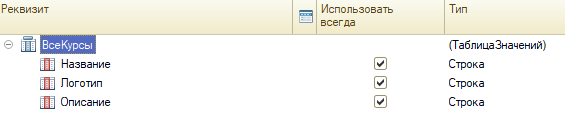 Реквизит Использовать всегда Тип
ВсеКурсы (ТаблицаЗначений)
Название Строка
Логотип Строка
Описание Строка